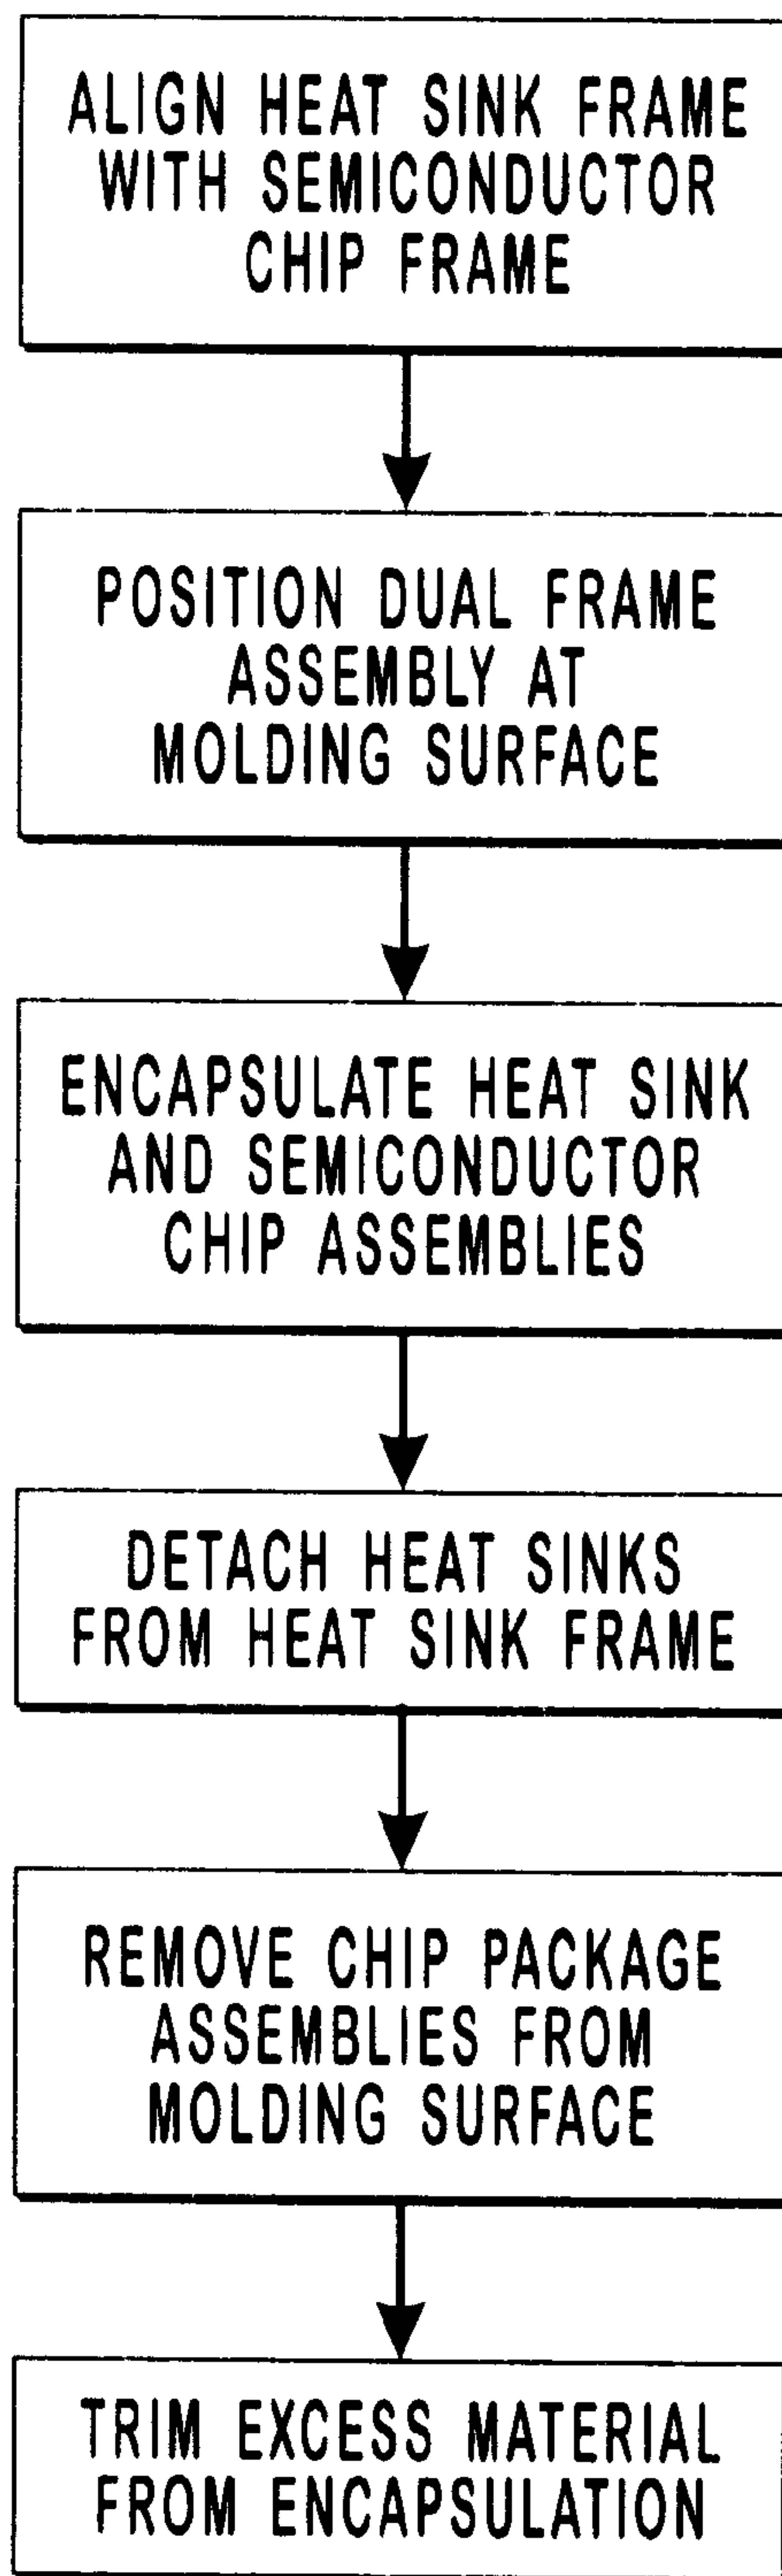 ALIGN HEAT SINK FRAME
WITH SEMICONDUCTOR
CHIP FRAME
POSITION DUAL FRAME
ASSEMBLY AT
MOLDING SURFACE
ENCAPSULATE HEAT SINK
AND SEMICONDUCTOR
CHIP ASSEMBLIES
DETACH HEAT SINKS
FROM HEAT SINK FRAME
REMOVE CHIP PACKAGE
ASSEMBLIES FROM
MOLDING SURFACE
TRIM EXCESS MATERIAL
FROM ENCAPSULATION